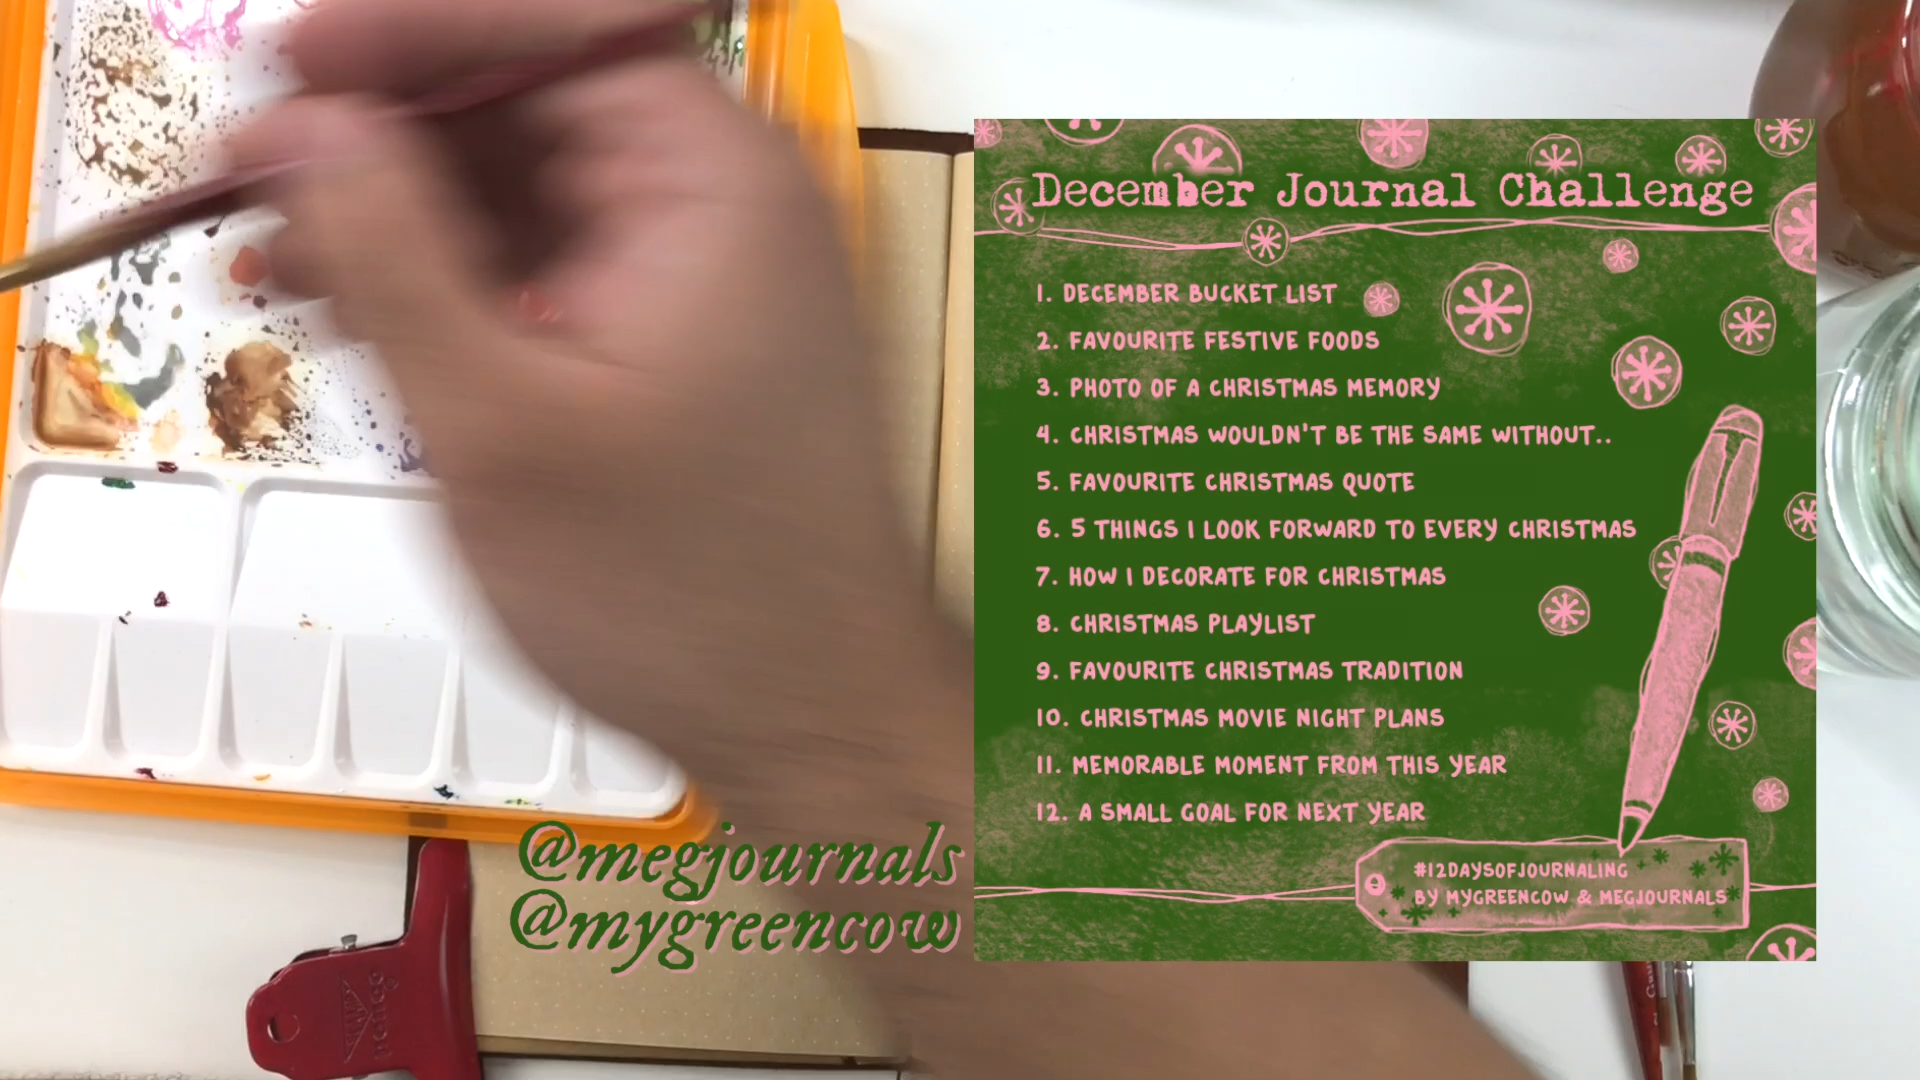 December Journal Challenge
1. DECEMBER BUCKET LIST
2. FAVOURITE FESTIVE FOODS
3. PHOTO OF A CHRISTMAS MEMORY
4. CHRISTMAS WOULDN'T BE THE SAME WITHOUT..
5. FAVOURITE CHRISTMAS QUOTE
6. 5 THINGS I LOOK FORWARD TO EVERY CHRISTMAS
7. HOW I DECORATE FOR CHRISTMAS
8. CHRISTMAS PLAYLIST
9. FAVOURITE CHRISTMAS TRADITION
10. CHRISTMAS MOVIE NIGHT PLANS
11. MEMORABLE MOMENT FROM THIS YEAR
12. A SMALL GOAL FOR NEXT YEAR
#12DAYSOFJOURNALING
BY MYGREENCOW & MEGJOURNALS
@megjournals
@mygreencow
penco